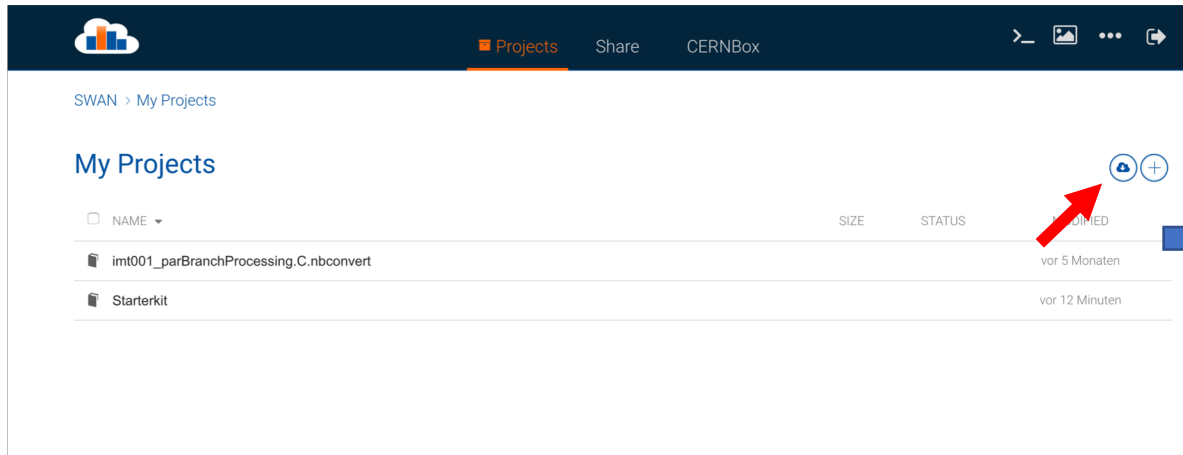 Projects Share CERNBox
SWAN > My Projects
My Projects
NAME SIZE STATUS MODIFIED
imt001_parBranchProcessing.C.nbconvert vor 5 Monaten
Starterkit vor 12 Minuten